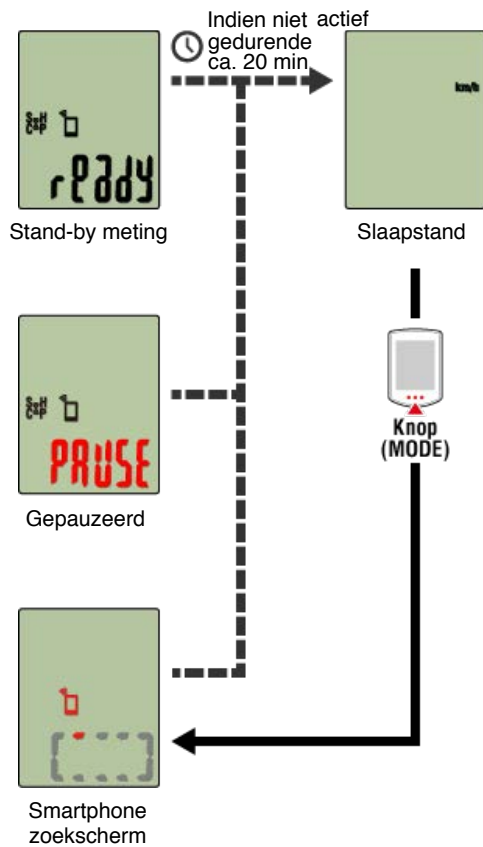 Indien niet actief
gedurende
ca. 20 min
km/h
ready
Stand-by meting
Slaapstand
PAUSE
Knop
(MODE)
Gepauzeerd
Smartphone
zoekscherm